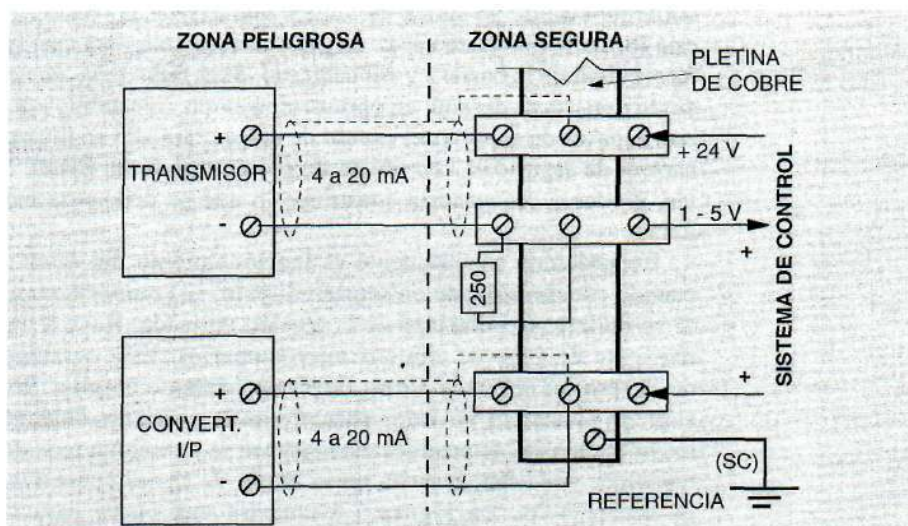 ZONA PELIGROSA
ZONA SEGURA
PLETINA
DE COBRE
+
TRANSMISOR
4 a 20 mA
-
+ 24 V
1 - 5 V
+
250
SISTEMA DE CONTROL
+
CONVERT.
I/P
4 a 20 mA
-
+
(SC)
REFERENCIA